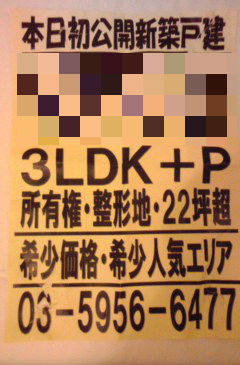 本日初公開新築戸建
3LDK+P
所有権・整形地・22坪超
希少価格・希少人気エリア
03-5956-6477